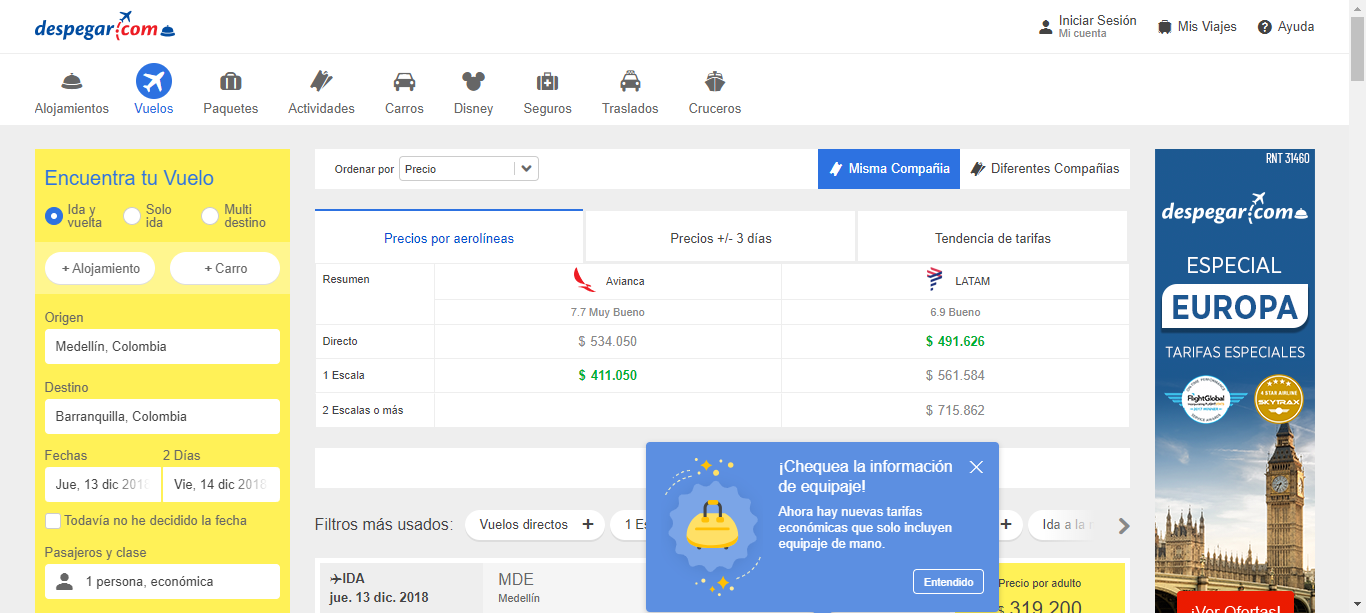 despegar.com
Iniciar Sesión
Mi cuenta
Mis Viajes
Ayuda
Alojamientos
Vuelos
Paquetes
Actividades
Carros
Disney
Seguros
Traslados
Cruceros
Encuentra tu Vuelo
Ida y
vuelta
Solo
ida
Multi
destino
+ Alojamiento
+ Carro
Origen
Medellín, Colombia
Destino
Barranquilla, Colombia
Fechas
2 Días
Jue, 13 dic 2018
Vie, 14 dic 2018
Todavía no he decidido la fecha
Pasajeros y clase
1 persona, económica
Ordenar por
Precio
Misma Compañia
Diferentes Compañias
Precios por aerolíneas
Precios +/- 3 días
Tendencia de tarifas
Resumen
Avianca
LATAM
7.7 Muy Bueno
6.9 Bueno
Directo
$ 534.050
$ 491.626
1 Escala
$ 411.050
$ 561.584
2 Escalas o más
$ 715.862
Filtros más usados:
Vuelos directos +
1 Es
+
Ida a la
IDA
jue. 13 dic. 2018
MDE
Medellín
Precio por adulto
$ 319.200
¡Chequea la información
de equipaje!
Ahora hay nuevas tarifas
económicas que solo incluyen
equipaje de mano.
Entendido
RNT 31460
despegar.com
ESPECIAL
EUROPA
TARIFAS ESPECIALES
FlightGlobal
4 STAR AIRLINE
SKYTRAX
¡Ver Ofertas!